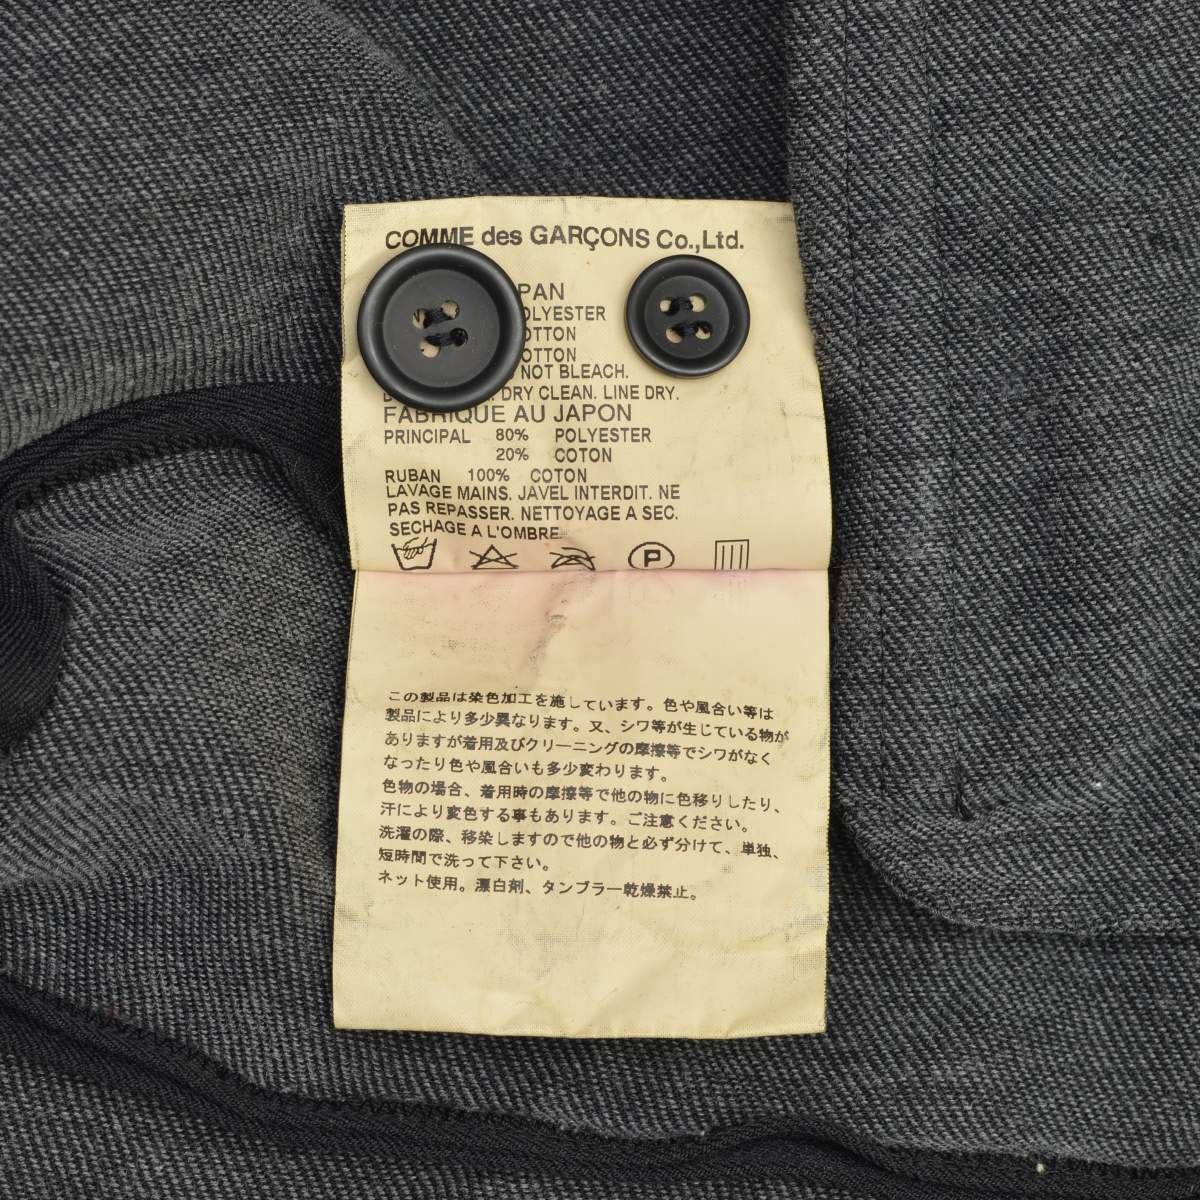 COMME des GARÇONS Co.,Ltd.
POLYESTER
COTTON
COTTON
NOT BLEACH.
DRY CLEAN. LINE DRY.
FABRIQUE AU JAPON
PRINCIPAL 80% POLYESTER
20% COTON
RUBAN 100% COTON
LAVAGE MAINS. JAVEL INTERDIT. NE
PAS REPASSER. NETTOYAGE A SEC.
SECHAGE A L'OMBRE
P
この製品は染色加工を施しています。色や風合い等は
製品により多少異なります。又、シワ等が生じている物が
ありますが着用及びクリーニングの摩擦等でシワがなく
なったり色や風合いも多少変わります。
色物の場合、着用時の摩擦等で他の物に色移りしたり、
汗により変色する事もあります。ご注意ください。
洗濯の際、移染しますので他の物と必ず分けて、単独、
短時間で洗って下さい。
ネット使用。漂白剤、タンブラー乾燥禁止。